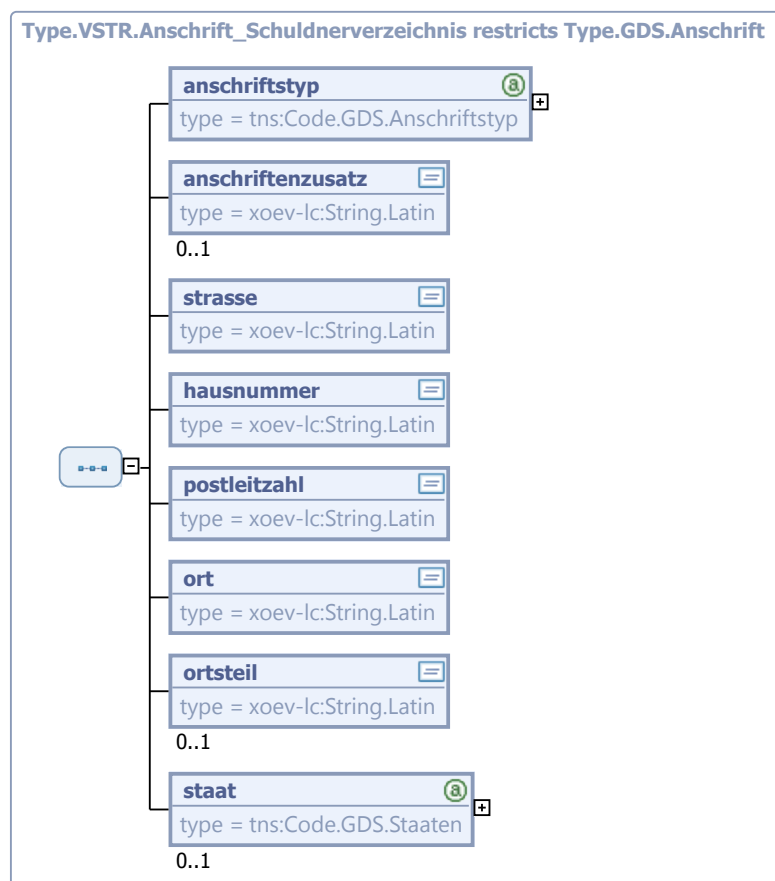 Type.VSTR.Anschrift_Schuldnerverzeichnis restricts Type.GDS.Anschrift
anschriftstyp
type = tns:Code.GDS.Anschriftstyp
anschriftenzusatz
type = xoev-lc:String.Latin
0..1
strasse
type = xoev-lc:String.Latin
hausnummer
type = xoev-lc:String.Latin
postleitzahl
type = xoev-lc:String.Latin
ort
type = xoev-lc:String.Latin
ortsteil
type = xoev-lc:String.Latin
0..1
staat
type = tns:Code.GDS.Staaten
0..1